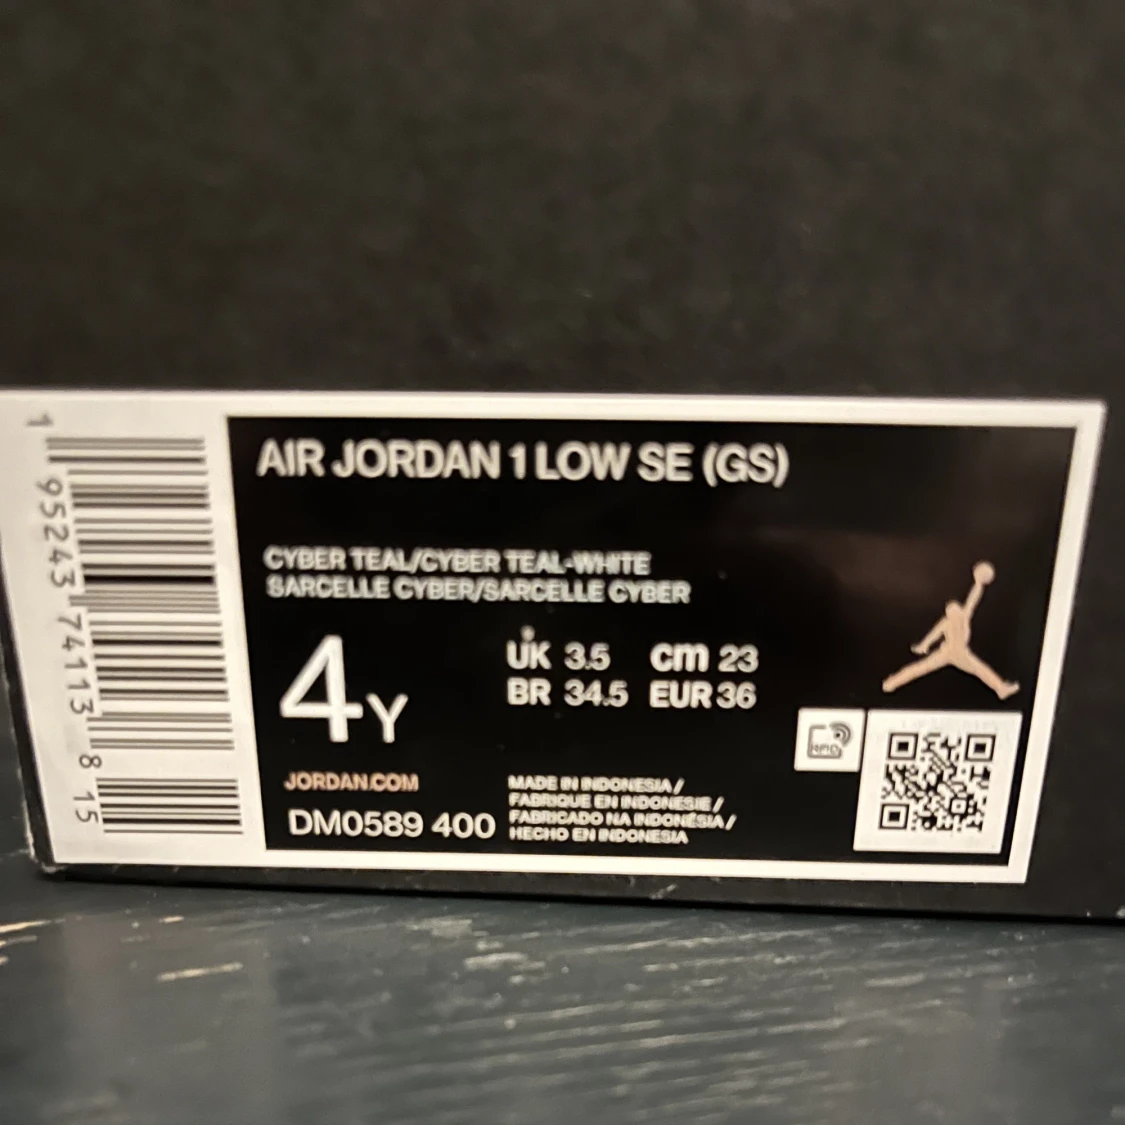 AIR JORDAN 1 LOW SE (GS)
CYBER TEAL/CYBER TEAL-WHITE
SARCELLE CYBER/SARCELLE CYBER
4Y
UK 3.5 cm 23
BR 34.5 EUR 36
JORDAN.COM
DM0589 400
MADE IN INDONESIA /
FABRIQUE EN INDONESIE /
FABRICADO NA INDONÉSIA /
HECHO EN INDONESIA
RFID
1 95243 74113 8 15